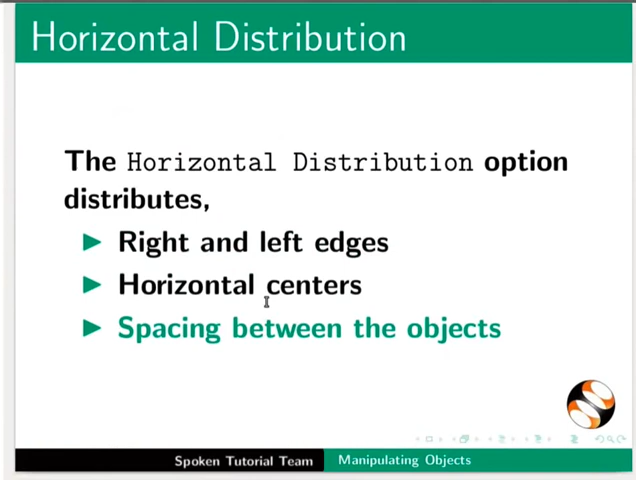 Horizontal Distribution
The Horizontal Distribution option
distributes,
Right and left edges
Horizontal centers
Spacing between the objects
Spoken Tutorial Team Manipulating Objects